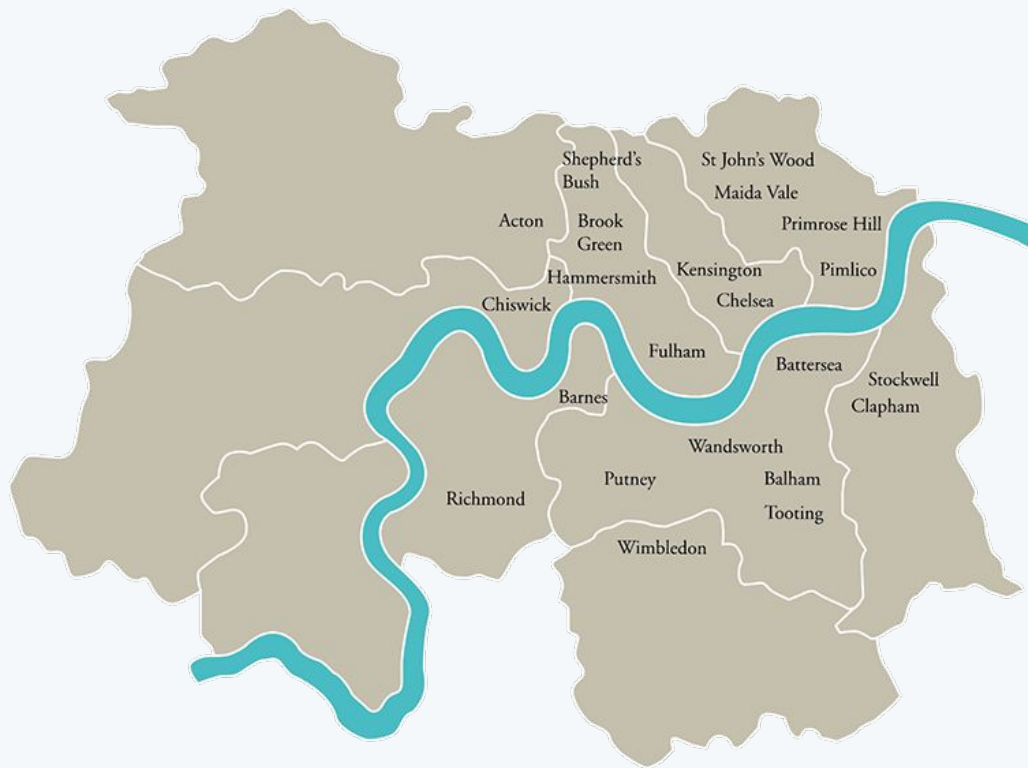 Shepherd's
Bush
St John's Wood
Maida Vale
Acton
Brook
Green
Primrose Hill
Hammersmith
Kensington
Pimlico
Chiswick
Chelsea
Fulham
Battersea
Stockwell
Barnes
Clapham
Wandsworth
Richmond
Putney
Balham
Tooting
Wimbledon